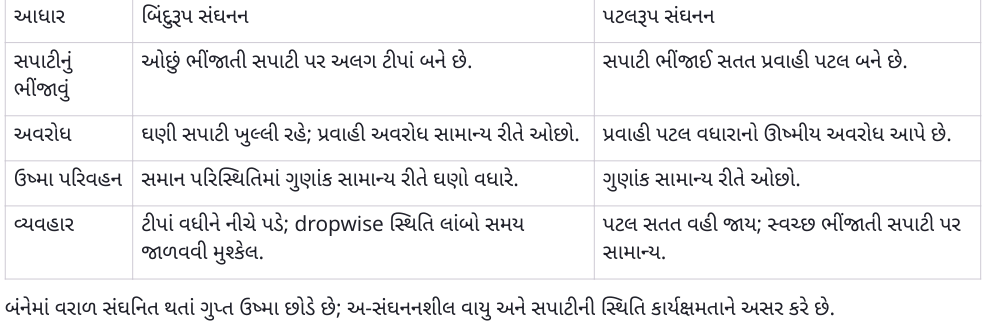 આધાર બિંદુરૂપ સંઘનન પટલરૂપ સંઘનન
સપાટીનું ભીંજાવું ઓછું ભીંજાતી સપાટી પર અલગ ટીપાં બને છે. સપાટી ભીંજાઈ સતત પ્રવાહી પટલ બને છે.
અવરોધ ઘણી સપાટી ખુલ્લી રહે; પ્રવાહી અવરોધ સામાન્ય રીતે ઓછો. પ્રવાહી પટલ વધારાનો ઊષ્મીય અવરોધ આપે છે.
ઉષ્મા પરિવહન સમાન પરિસ્થિતિમાં ગુણાંક સામાન્ય રીતે ઘણો વધારે. ગુણાંક સામાન્ય રીતે ઓછો.
વ્યવહાર ટીપાં વધીને નીચે પડે; dropwise સ્થિતિ લાંબો સમય જાળવવી મુશ્કેલ. પટલ સતત વહી જાય; સ્વચ્છ ભીંજાતી સપાટી પર સામાન્ય.
બંનેમાં વરાળ સંઘનિત થતાં ગુપ્ત ઉષ્મા છોડે છે; અ-સંઘનનશીલ વાયુ અને સપાટીની સ્થિતિ કાર્યક્ષમતાને અસર કરે છે.